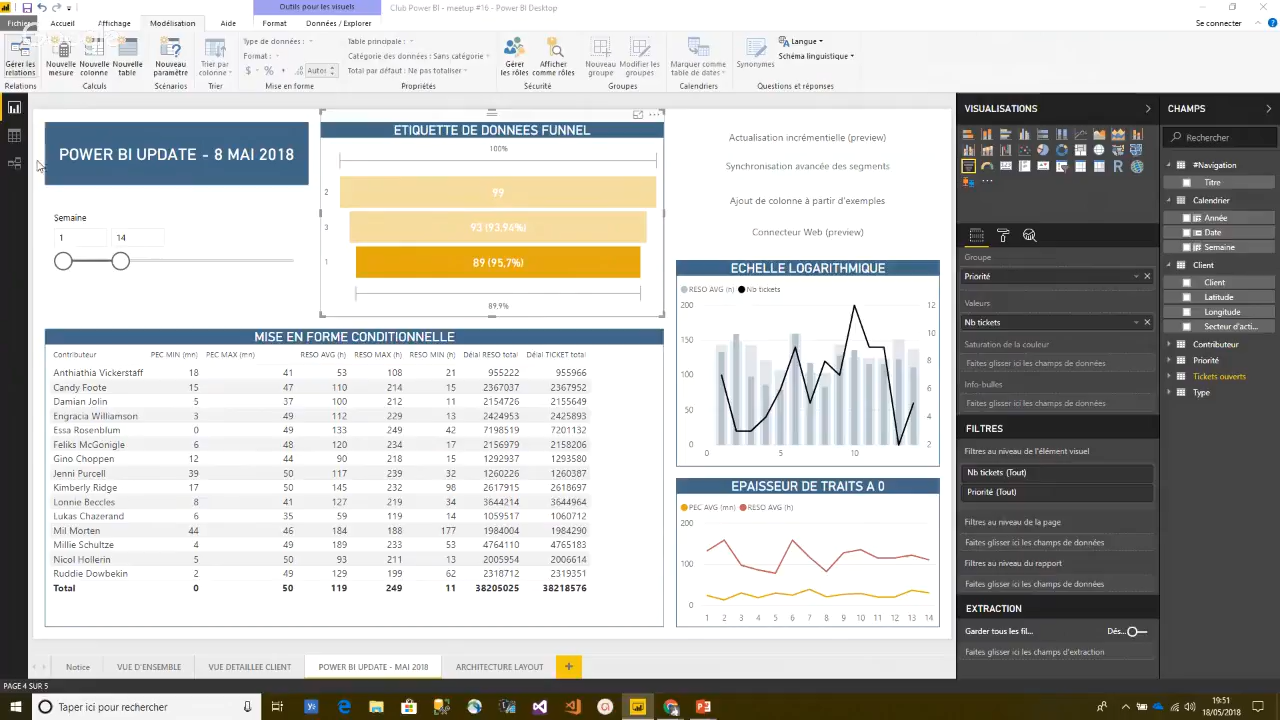 Outils pour les visuels
Club Power BI - meetup #16 - Power BI Desktop
Fichier Accueil Affichage Modélisation Aide Format Données / Explorer
Se connecter
Gérer les relations
Nouvelle mesure
Nouvelle colonne
Nouvelle table
Nouveau paramètre
Trier par colonne
Type de données :
Format :
$ % Auto
Table principale :
Catégorie des données : Sans catégorie
Total par défaut : Ne pas totaliser
Gérer les rôles
Afficher comme rôles
Nouveau groupe
Modifier les groupes
Marquer comme table de dates
Synonymes
Langue
Schéma linguistique
Relations Calculs Scénarios Trier Mise en forme Propriétés Sécurité Groupes Calendriers Questions et réponses
POWER BI UPDATE - 8 MAI 2018
Semaine
1 14
ETIQUETTE DE DONNEES FUNNEL
100%
2 99
3 93 (93,94%)
1 89 (95,7%)
89,9%
Actualisation incrémentielle (preview)
Synchronisation avancée des segments
Ajout de colonne à partir d'exemples
Connecteur Web (preview)
MISE EN FORME CONDITIONNELLE
Contributeur PEC MIN (mn) PEC MAX (mn) RESO AVG (h) RESO MAX (h) RESO MIN (h) Délai RESO total Délai TICKET total
Anthiathia Vickerstaff 18 41 53 108 21 955222 955966
Candy Foote 15 47 110 214 15 2367727 2367952
Damian Jolin 5 37 100 212 11 2154726 2155649
Engracia Williamson 3 49 112 229 13 2424953 2425893
Essa Rosenblum 0 49 133 249 42 7198519 7201132
Feliks McGonigle 6 48 120 234 17 2156979 2158206
Gino Choppen 12 44 90 218 15 1292937 1293580
Jenni Purcell 39 50 117 239 32 1260226 1260387
Kimberly Ridge 17 50 145 232 98 2617915 2618697
Lonnie Beccles 8 41 127 219 34 3644214 3644964
Lukas Chazerand 6 35 59 119 14 1059517 1060712
Mil Morten 44 46 184 188 177 1984004 1984290
Millie Schultze 4 49 189 233 53 4764110 4765183
Nicol Hollerin 5 50 93 211 13 2005954 2006614
Ruddie Dowbekin 2 49 129 199 62 2318712 2319351
Total 0 50 119 249 11 38205025 38218576
ECHELLE LOGARITHMIQUE
RESO AVG (h) Nb tickets
200 12
10
150
8
100
6
50 4
0 2
0 5 10
EPAISSEUR DE TRAITS A 0
PEC AVG (mn) RESO AVG (h)
200
100
0
1 2 3 4 5 6 7 8 9 10 11 12 13 14
VISUALISATIONS
R
Groupe
Priorité
Valeurs
Nb tickets
Saturation de la couleur
Faites glisser ici les champs de données
Info-bulles
Faites glisser ici les champs de données
FILTRES
Filtres au niveau de l'élément visuel
Nb tickets (Tout)
Priorité (Tout)
Filtres au niveau de la page
Faites glisser ici les champs de données
Filtres au niveau du rapport
Faites glisser ici les champs de données
EXTRACTION
Garder tous les fil... Dés...
Faites glisser ici les champs d'extraction
CHAMPS
Rechercher
#Navigation
Titre
Calendrier
Année
Date
Semaine
Client
Client
Latitude
Longitude
Secteur d'acti...
Contributeur
Priorité
Tickets ouverts
Type
Notice VUE D'ENSEMBLE VUE DETAILLEE CLIENT POWER BI UPDATE - MAI 2018 ARCHITECTURE LAYOUT +
PAGE 4 SUR 5
Taper ici pour rechercher
19:51
18/05/2018